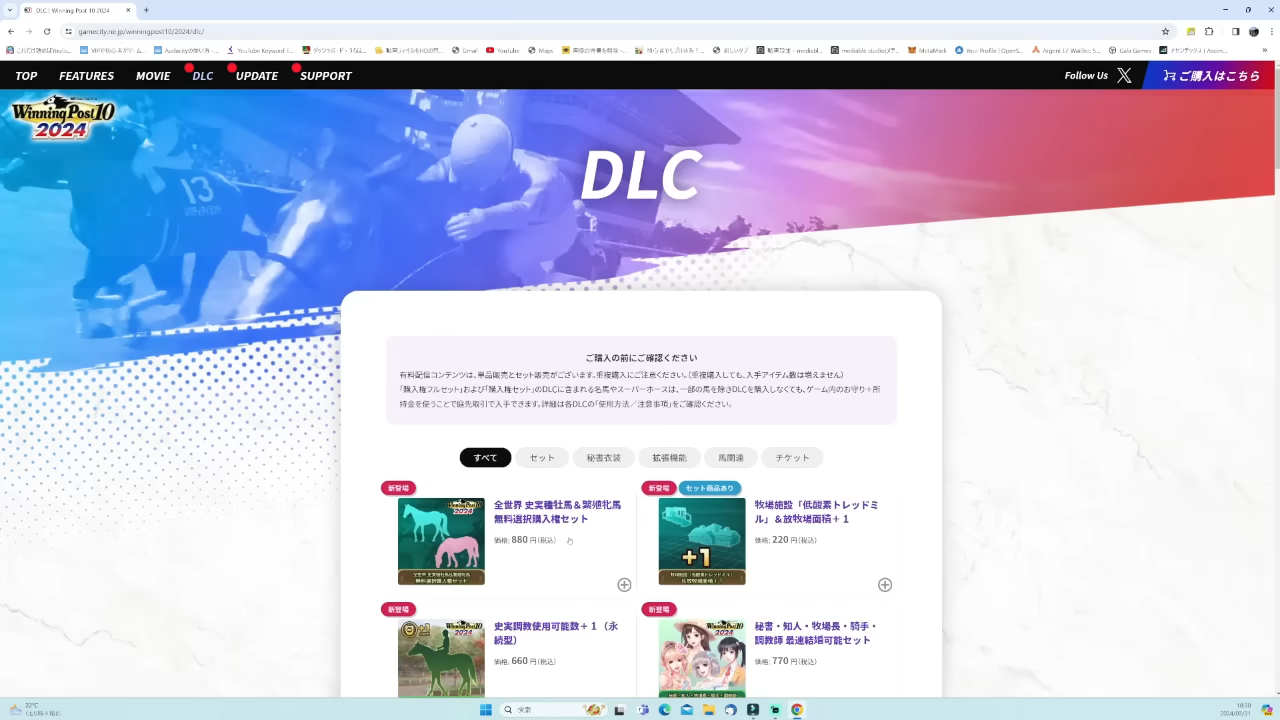 DLC | Winning Post 10 2024
gamecity.ne.jp/winningpost10/2024/dlc/
Gmail
YouTube
Maps
MetaMask
Gala Games
TOP
FEATURES
MOVIE
DLC
UPDATE
SUPPORT
Follow Us
ご購入はこちら
Winning Post 10
2024
DLC
ご購入の前にご確認ください
有料配信コンテンツは、単品販売とセット販売がございます。重複購入にご注意ください。(重複購入しても、入手アイテム数は増えません)
「購入権フルセット」および「購入権セット」のDLCに含まれる名馬やスーパーホースは、一部の馬を除きDLCを購入しなくても、ゲーム内のお守り＋所
持金を使うことで庭先取引で入手できます。詳細は各DLCの「使用方法／注意事項」をご確認ください。
すべて
セット
秘書衣装
拡張機能
馬関連
チケット
新登場
全世界 史実種牡馬＆繁殖牝馬
無料選択購入権セット
価格: 880 円(税込)
新登場
セット商品あり
牧場施設「低酸素トレッドミ
ル」＆放牧場面積＋１
価格: 220 円(税込)
+1
新登場
史実調教使用可能数＋１（永
続型）
価格: 660 円(税込)
新登場
秘書・知人・牧場長・騎手・
調教師 最速結婚可能セット
価格: 770 円(税込)
22°C
検索
2024/03/31